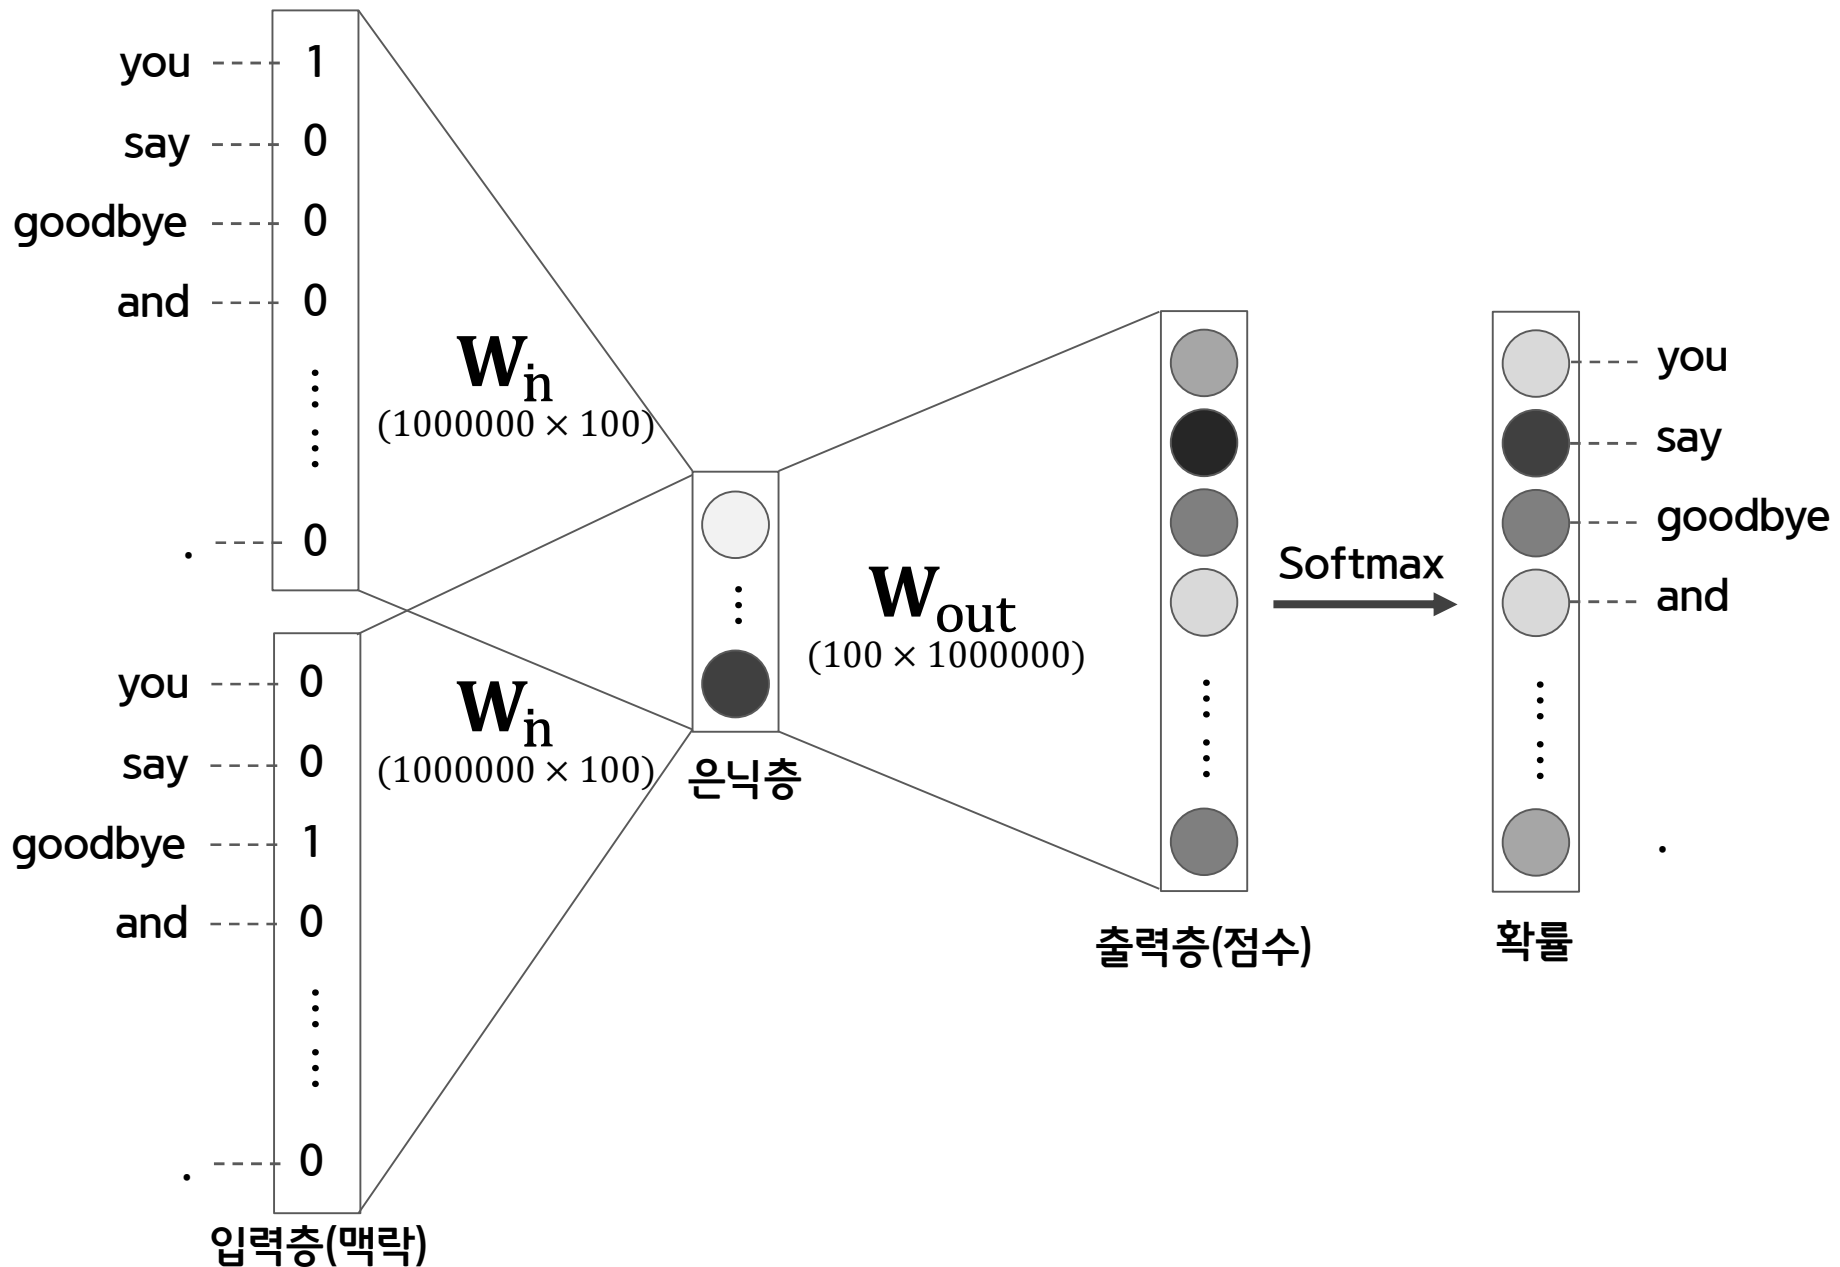 you 1
say 0
goodbye 0
and 0
. 0
W_in
(1000000 × 100)
you 0
say 0
goodbye 1
and 0
. 0
입력층(맥락)
W_in
(1000000 × 100)
은닉층
W_out
(100 × 1000000)
출력층(점수)
Softmax
you
say
goodbye
and
.
확률